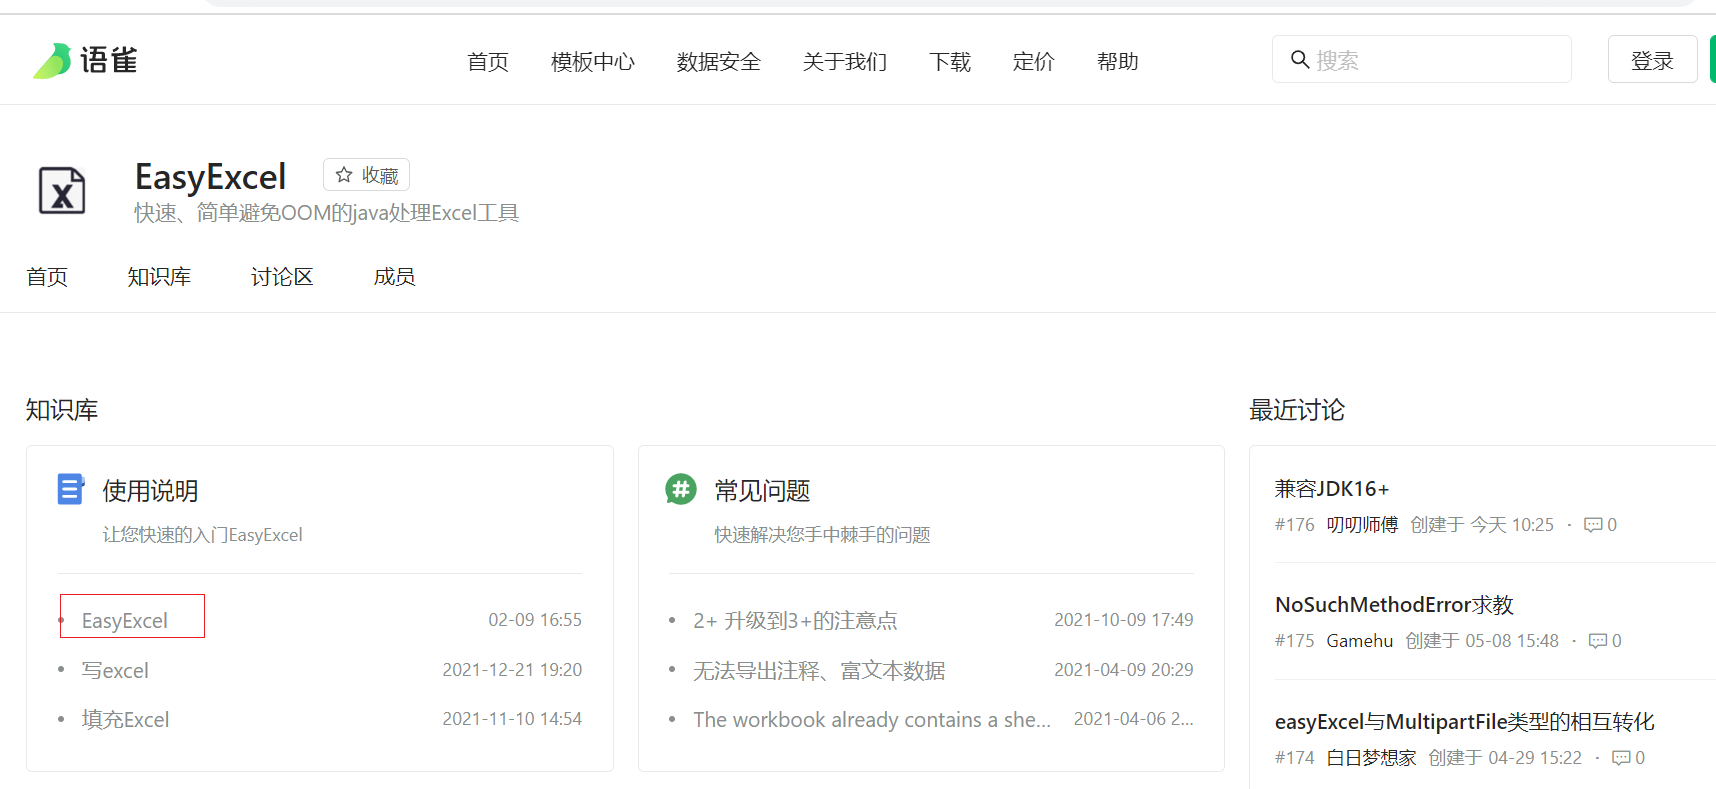 语雀 首页 模板中心 数据安全 关于我们 下载 定价 帮助 搜索 登录
EasyExcel 收藏
快速、简单避免OOM的java处理Excel工具
首页 知识库 讨论区 成员
知识库
使用说明
让您快速的入门EasyExcel
EasyExcel 02-09 16:55
写excel 2021-12-21 19:20
填充Excel 2021-11-10 14:54
常见问题
快速解决您手中棘手的问题
2+ 升级到3+的注意点 2021-10-09 17:49
无法导出注释、富文本数据 2021-04-09 20:29
The workbook already contains a she... 2021-04-06 2...
最近讨论
兼容JDK16+
#176 叨叨师傅 创建于 今天 10:25 · 0
NoSuchMethodError求教
#175 Gamehu 创建于 05-08 15:48 · 0
easyExcel与MultipartFile类型的相互转化
#174 白日梦想家 创建于 04-29 15:22 · 0